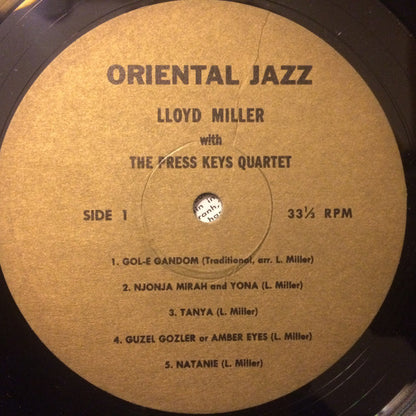 ORIENTAL JAZZ
LLOYD MILLER
with
THE PRESS KEYS QUARTET
SIDE 1 33⅓ RPM
1. GOL-E GANDOM (Traditional, arr. L. Miller)
2. NJONJA MIRAH and YONA (L. Miller)
3. TANYA (L. Miller)
4. GUZEL GOZLER or AMBER EYES (L. Miller)
5. NATANIE (L. Miller)